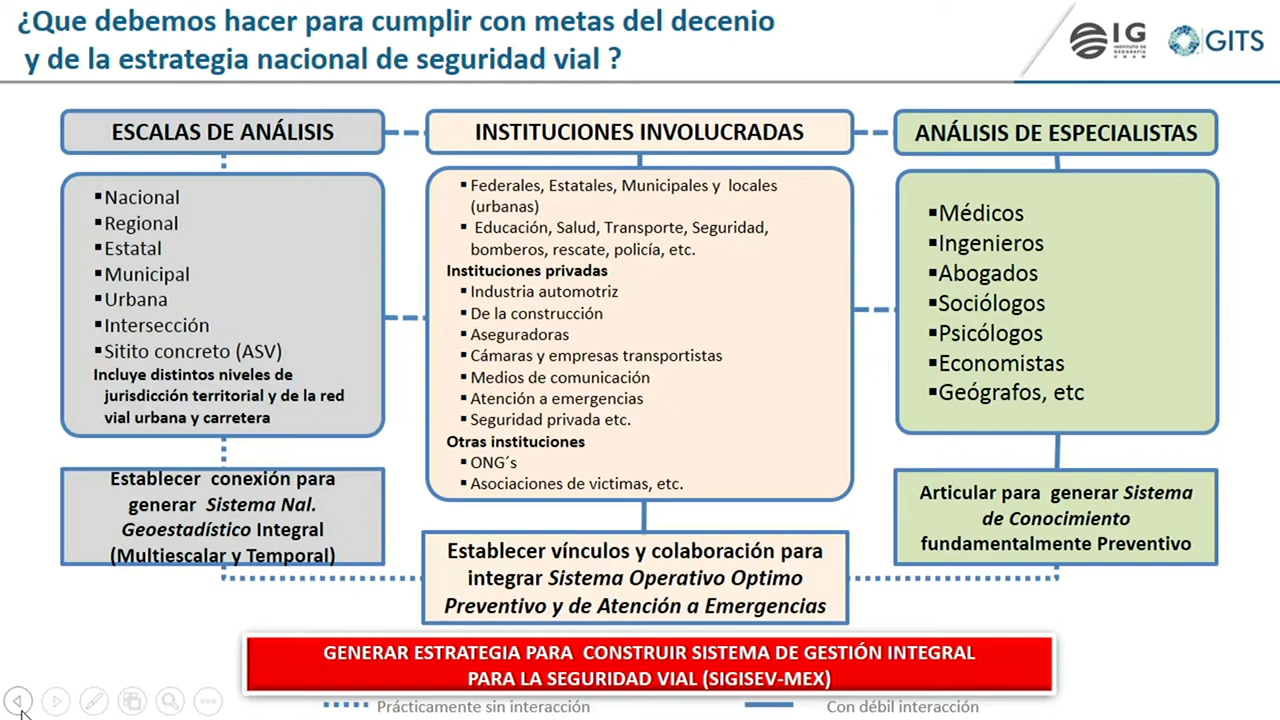 ¿Que debemos hacer para cumplir con metas del decenio
y de la estrategia nacional de seguridad vial ?
IG
INSTITUTO DE
GEOGRAFÍA
UNAM
GITS
ESCALAS DE ANÁLISIS
▪Nacional
▪Regional
▪Estatal
▪Municipal
▪Urbana
▪Intersección
▪Sitito concreto (ASV)
Incluye distintos niveles de
jurisdicción territorial y de la red
vial urbana y carretera
Establecer conexión para
generar Sistema Nal.
Geoestadístico Integral
(Multiescalar y Temporal)
INSTITUCIONES INVOLUCRADAS
▪Federales, Estatales, Municipales y locales
(urbanas)
▪ Educación, Salud, Transporte, Seguridad,
bomberos, rescate, policía, etc.
Instituciones privadas
▪Industria automotriz
▪De la construcción
▪Aseguradoras
▪Cámaras y empresas transportistas
▪Medios de comunicación
▪Atención a emergencias
▪Seguridad privada etc.
Otras instituciones
▪ONG´s
▪Asociaciones de victimas, etc.
Establecer vínculos y colaboración para
integrar Sistema Operativo Optimo
Preventivo y de Atención a Emergencias
ANÁLISIS DE ESPECIALISTAS
▪Médicos
▪Ingenieros
▪Abogados
▪Sociólogos
▪Psicólogos
▪Economistas
▪Geógrafos, etc
Articular para generar Sistema
de Conocimiento
fundamentalmente Preventivo
GENERAR ESTRATEGIA PARA CONSTRUIR SISTEMA DE GESTIÓN INTEGRAL
PARA LA SEGURIDAD VIAL (SIGISEV-MEX)
Prácticamente sin interacción
Con débil interacción